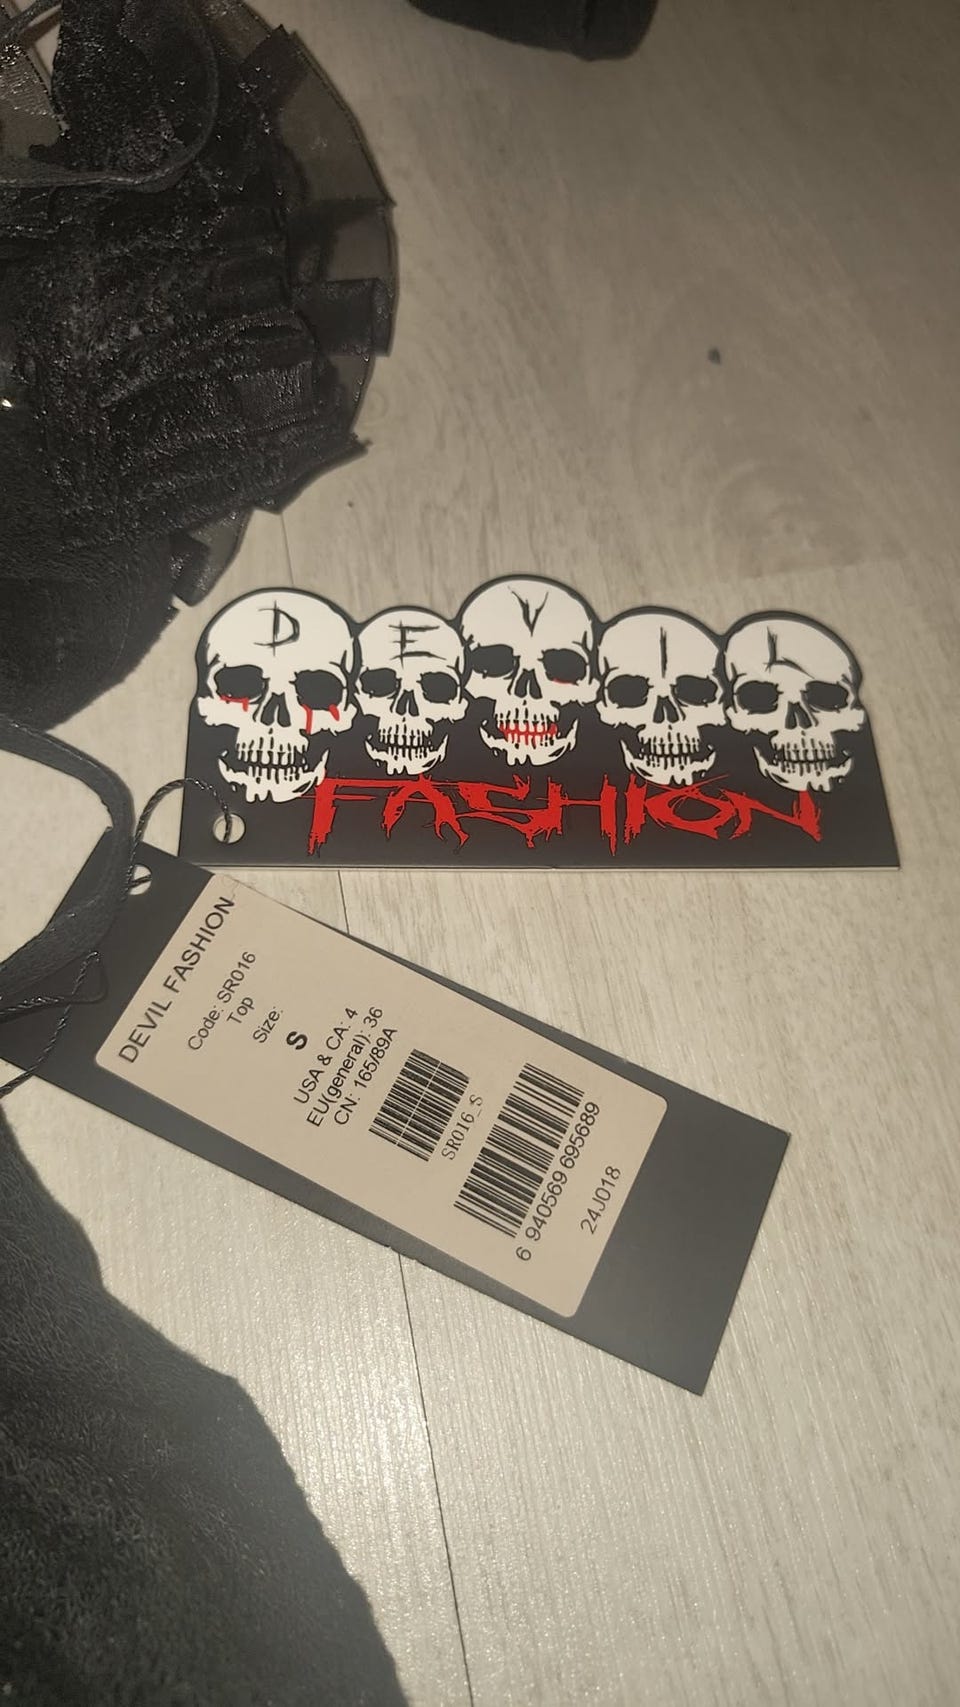 DEVIL
FASHION
DEVIL FASHION
Code: SR016
Top
Size:
S
USA & CA: 4
EU(general): 36
CN: 165/89A
SR016_S
6 940569 695689
24J018